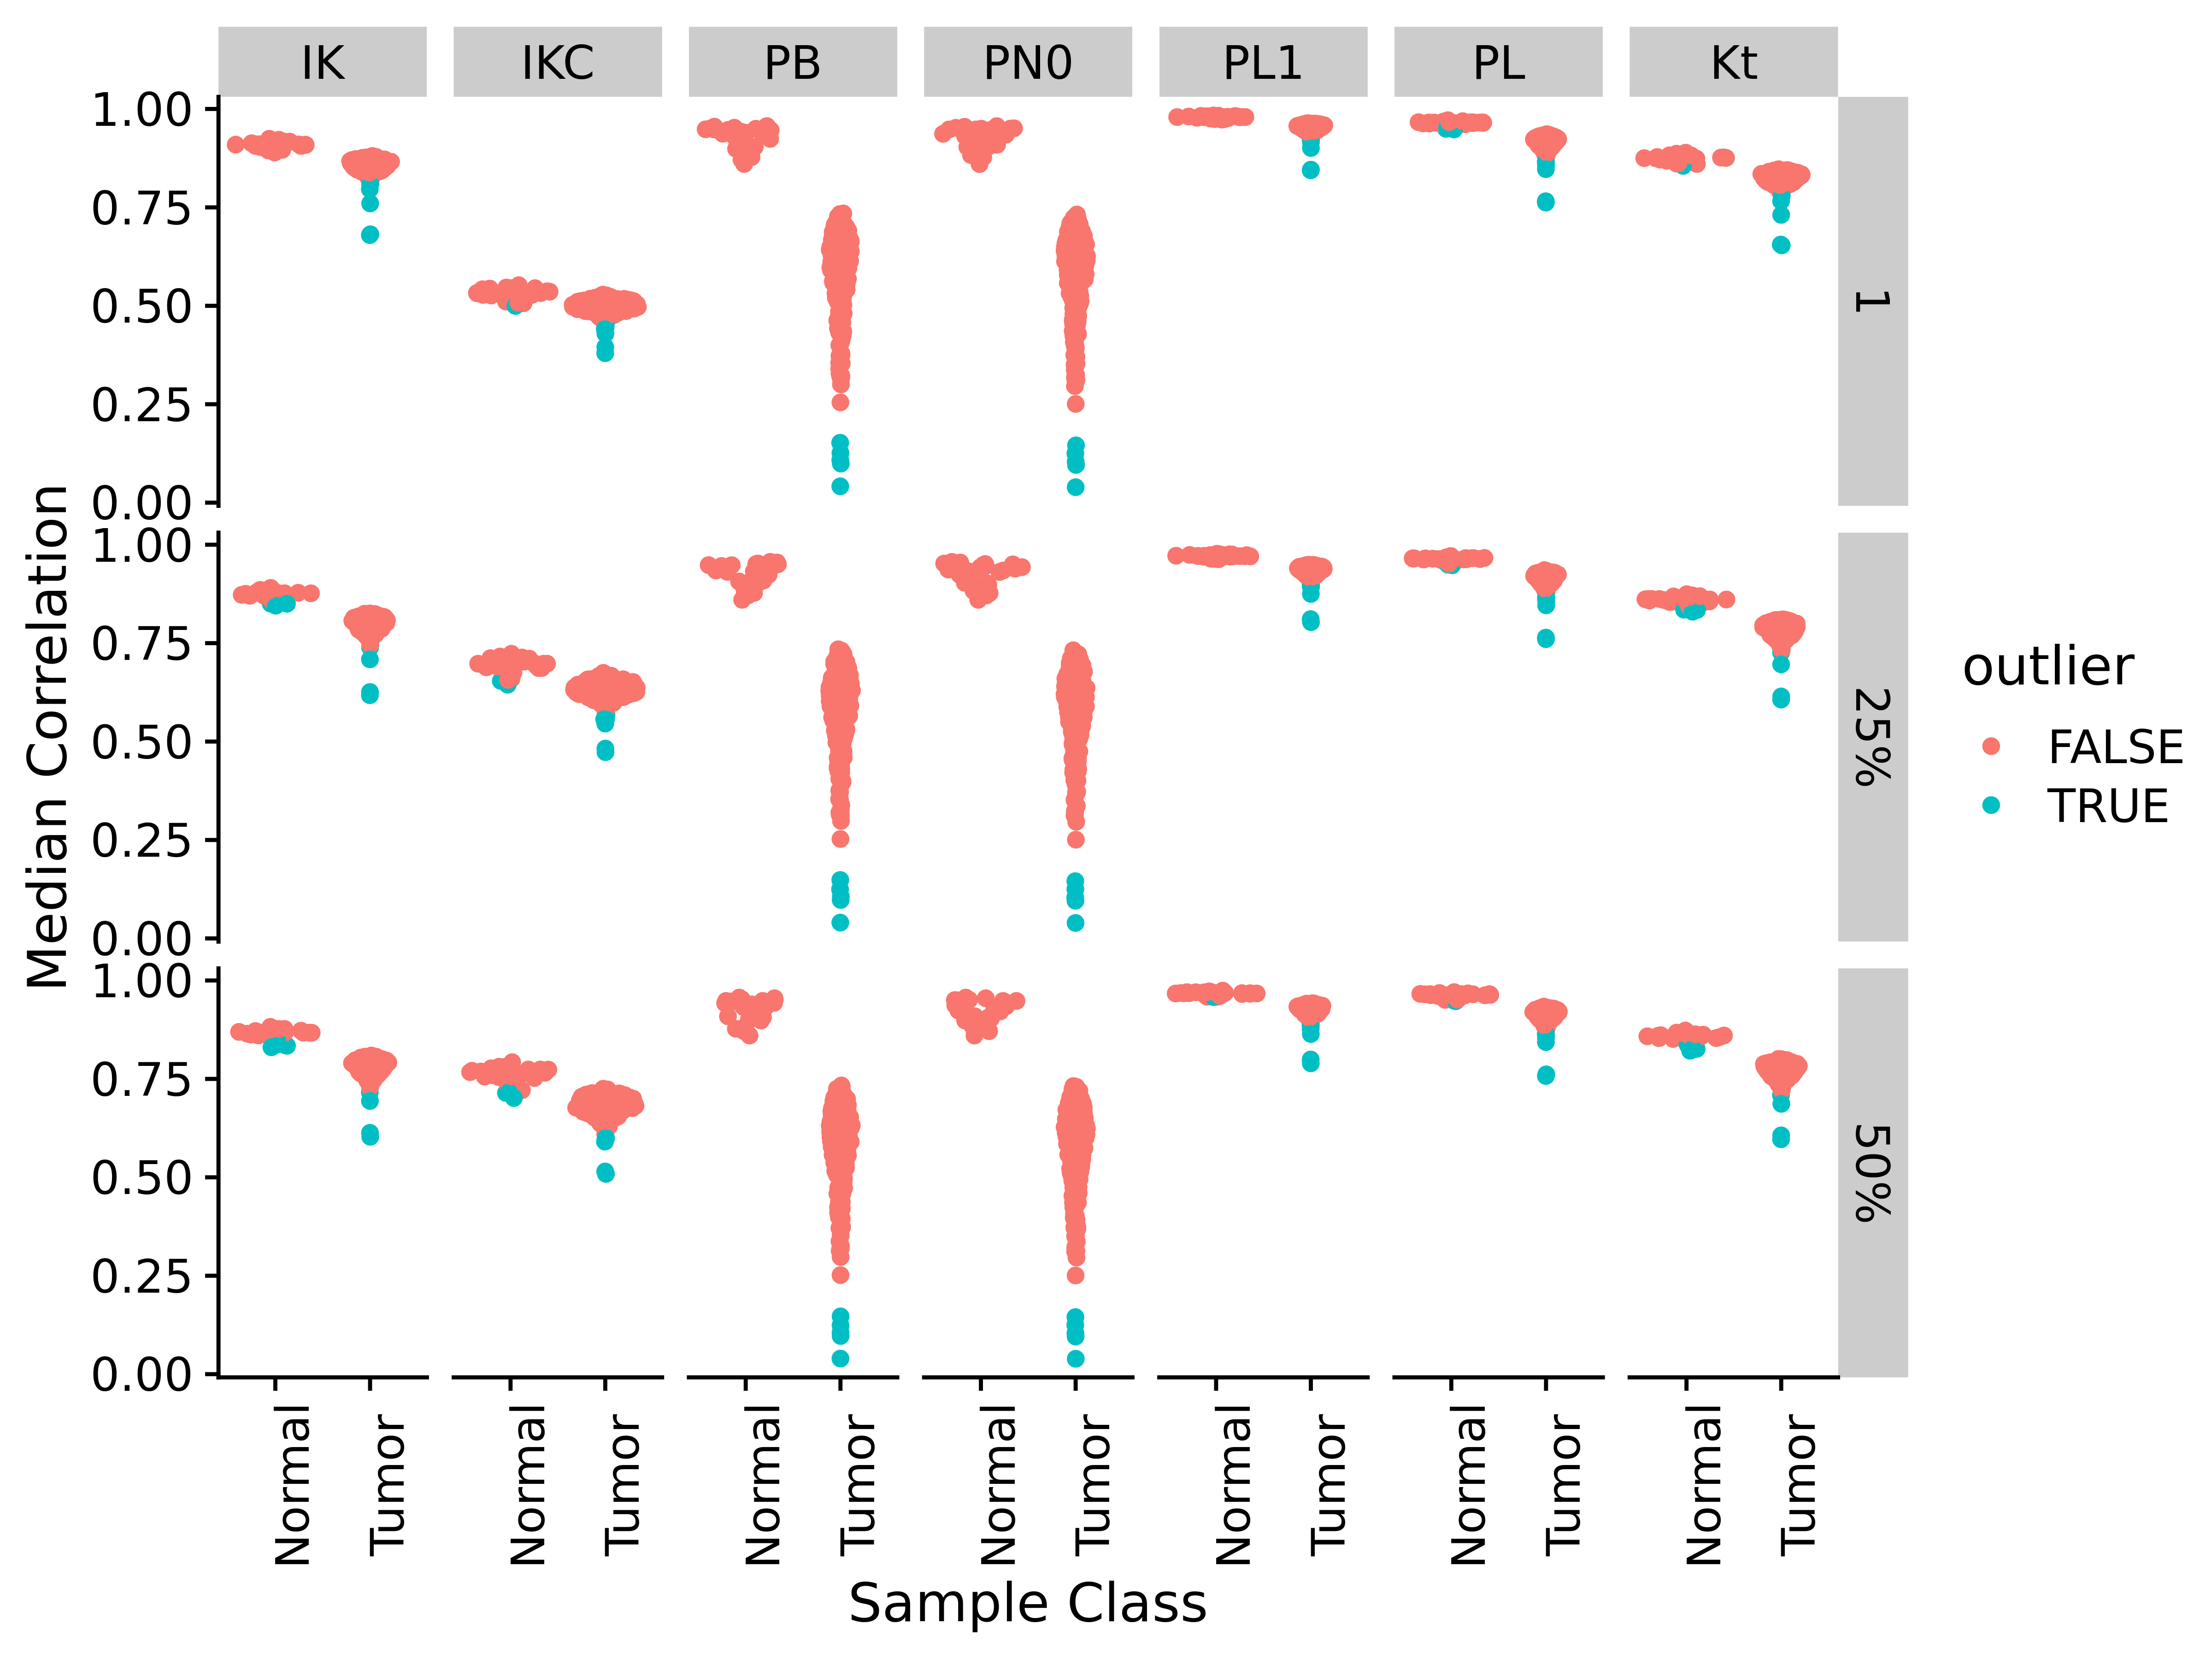 IK IKC PB PN0 PL1 PL Kt
Median Correlation
1.00
0.75
0.50
0.25
0.00
1
1.00
0.75
0.50
0.25
0.00
25%
1.00
0.75
0.50
0.25
0.00
50%
Normal Tumor Normal Tumor Normal Tumor Normal Tumor Normal Tumor Normal Tumor Normal Tumor
Sample Class
outlier
FALSE
TRUE